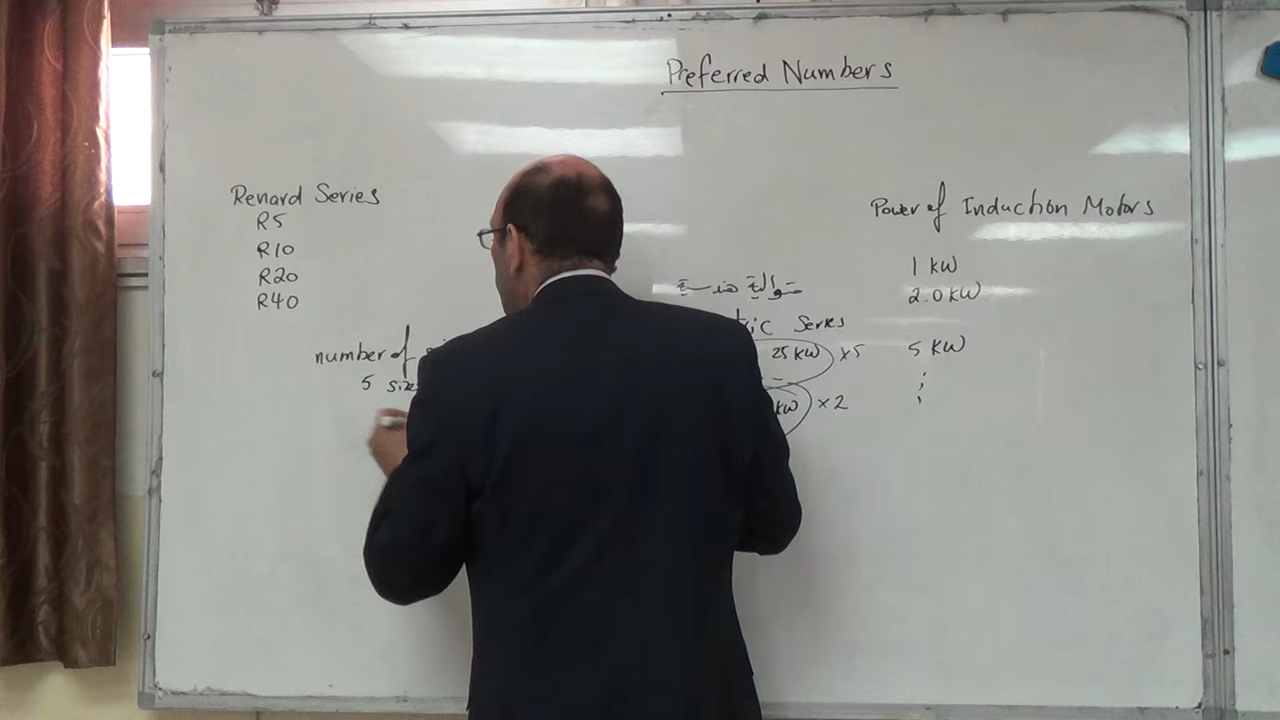 Preferred Numbers
Renard Series
R5
R10
R20
R40
number of
5
متوالية هندسية
Series
25 KW x5
KW x2
Power of Induction Motors
1 KW
2.0 KW
5 KW